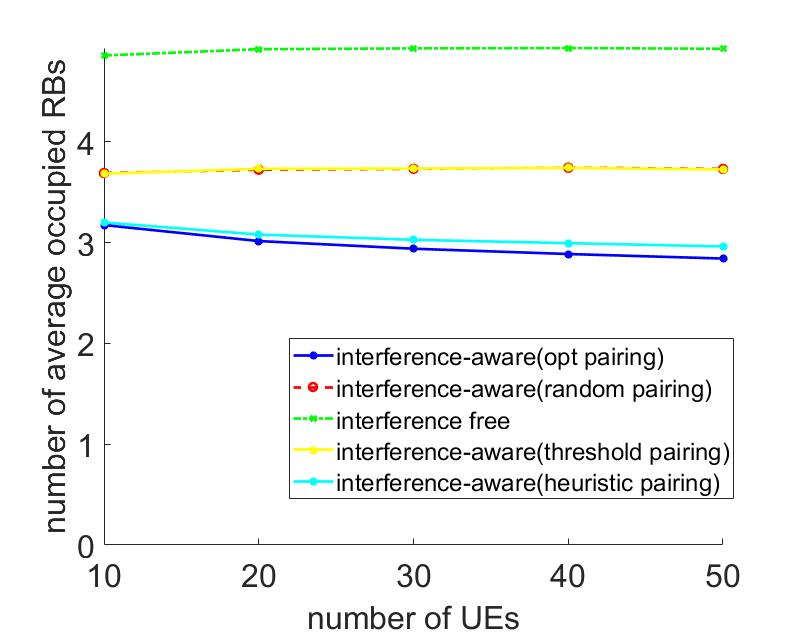 number of average occupied RBs
4
3
2
1
0
interference-aware(opt pairing)
interference-aware(random pairing)
interference free
interference-aware(threshold pairing)
interference-aware(heuristic pairing)
10 20 30 40 50
number of UEs